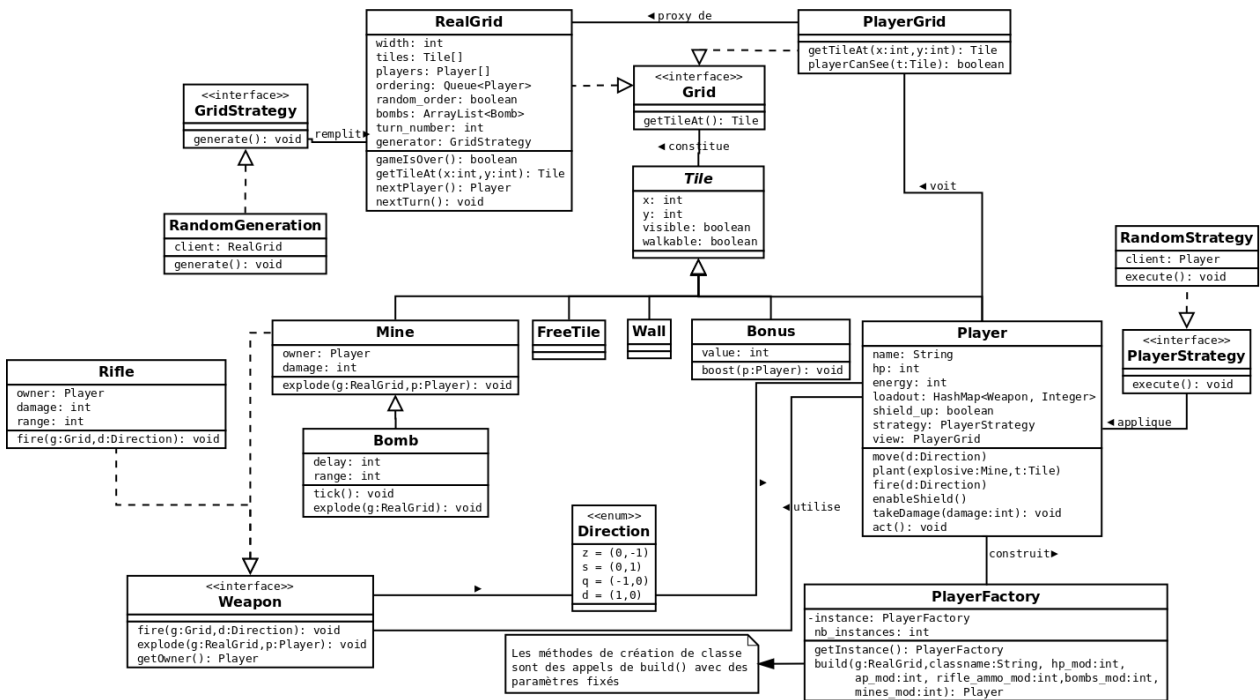 RealGrid
width: int
tiles: Tile[]
players: Player[]
ordering: Queue<Player>
random_order: boolean
bombs: ArrayList<Bomb>
turn_number: int
generator: GridStrategy
gameIsOver(): boolean
getTileAt(x:int,y:int): Tile
nextPlayer(): Player
nextTurn(): void
◄ proxy de
PlayerGrid
getTileAt(x:int,y:int): Tile
playerCanSee(t:Tile): boolean
<<interface>>
Grid
getTileAt(): Tile
<<interface>>
GridStrategy
generate(): void
remplit►
◄ constitue
Tile
x: int
y: int
visible: boolean
walkable: boolean
◄ voit
RandomGeneration
client: RealGrid
generate(): void
RandomStrategy
client: Player
execute(): void
Mine
owner: Player
damage: int
explode(g:RealGrid,p:Player): void
FreeTile
Wall
Bonus
value: int
boost(p:Player): void
Player
name: String
hp: int
energy: int
loadout: HashMap<Weapon, Integer>
shield_up: boolean
strategy: PlayerStrategy
view: PlayerGrid
move(d:Direction)
plant(explosive:Mine,t:Tile)
fire(d:Direction)
enableShield()
takeDamage(damage:int): void
act(): void
<<interface>>
PlayerStrategy
execute(): void
◄ applique
Rifle
owner: Player
damage: int
range: int
fire(g:Grid,d:Direction): void
Bomb
delay: int
range: int
tick(): void
explode(g:RealGrid): void
►
◄ utilise
<<enum>>
Direction
z = (0,-1)
s = (0,1)
q = (-1,0)
d = (1,0)
►
construit►
<<interface>>
Weapon
fire(g:Grid,d:Direction): void
explode(g:RealGrid,p:Player): void
getOwner(): Player
PlayerFactory
-instance: PlayerFactory
nb_instances: int
getInstance(): PlayerFactory
build(g:RealGrid,classname:String, hp_mod:int,
ap_mod:int, rifle_ammo_mod:int,bombs_mod:int,
mines_mod:int): Player
Les méthodes de création de classe
sont des appels de build() avec des
paramètres fixés